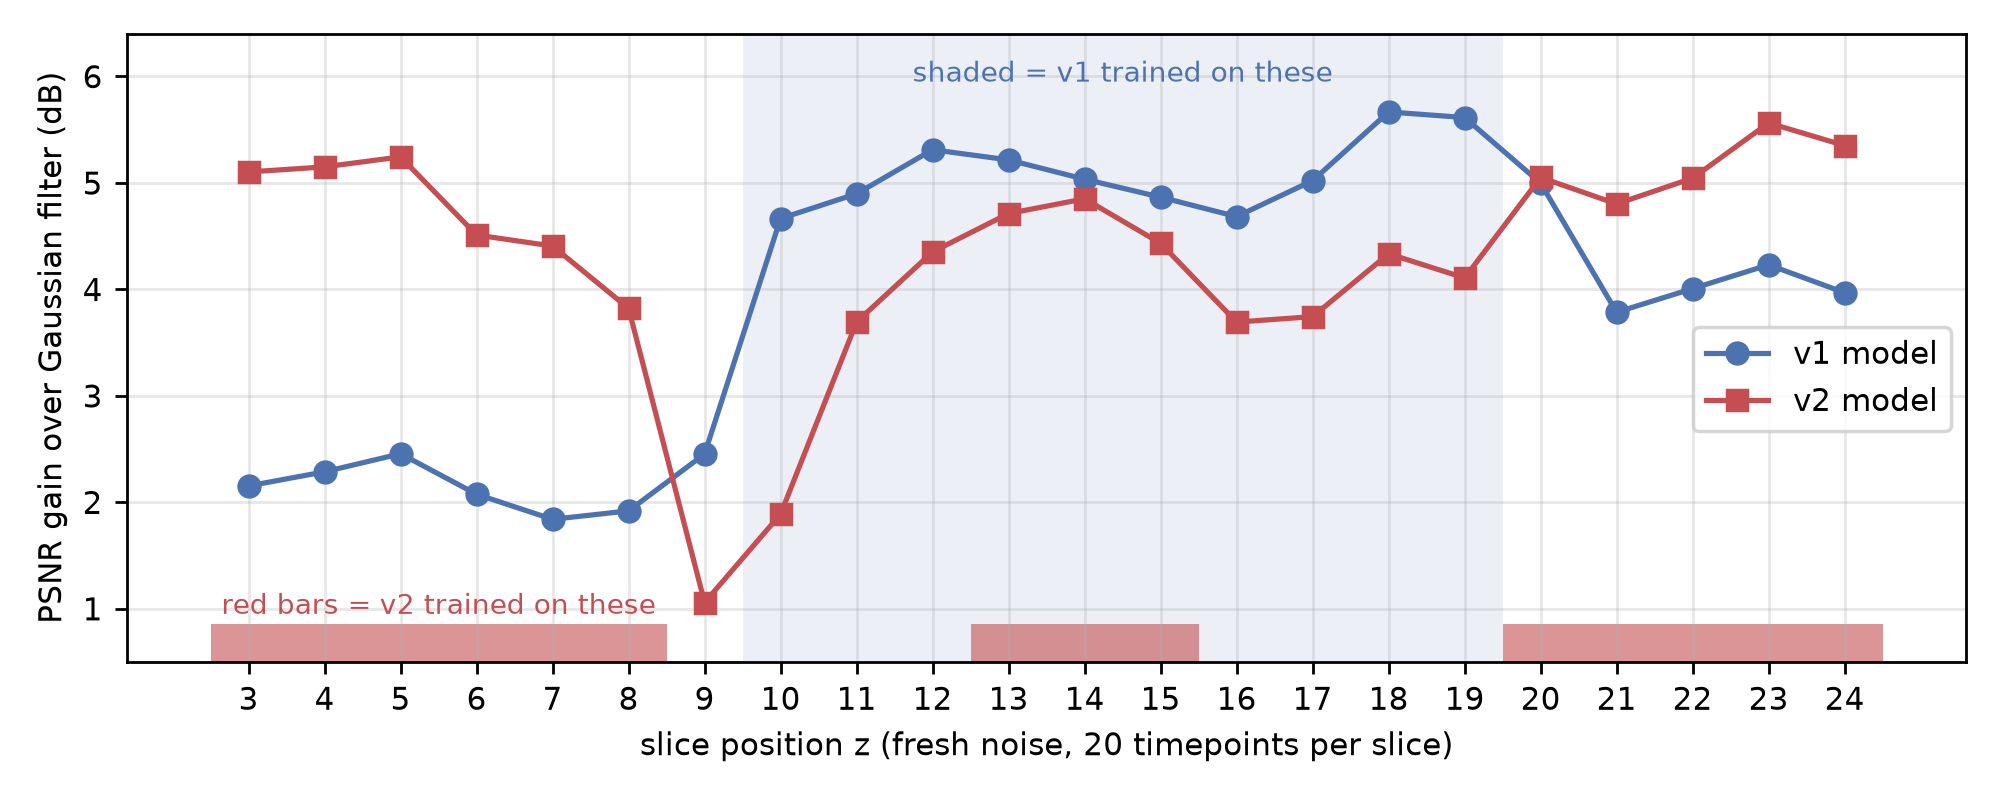 PSNR gain over Gaussian filter (dB)
6
5
4
3
2
1
shaded = v1 trained on these
v1 model
v2 model
red bars = v2 trained on these
3 4 5 6 7 8 9 10 11 12 13 14 15 16 17 18 19 20 21 22 23 24
slice position z (fresh noise, 20 timepoints per slice)